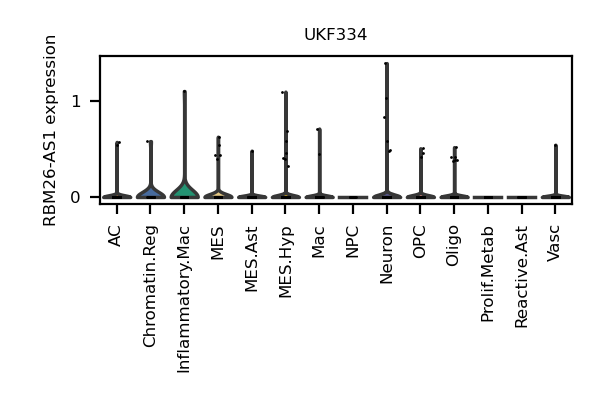 UKF334
RBM26-AS1 expression
1
0
AC
Chromatin.Reg
Inflammatory.Mac
MES
MES.Ast
MES.Hyp
Mac
NPC
Neuron
OPC
Oligo
Prolif.Metab
Reactive.Ast
Vasc